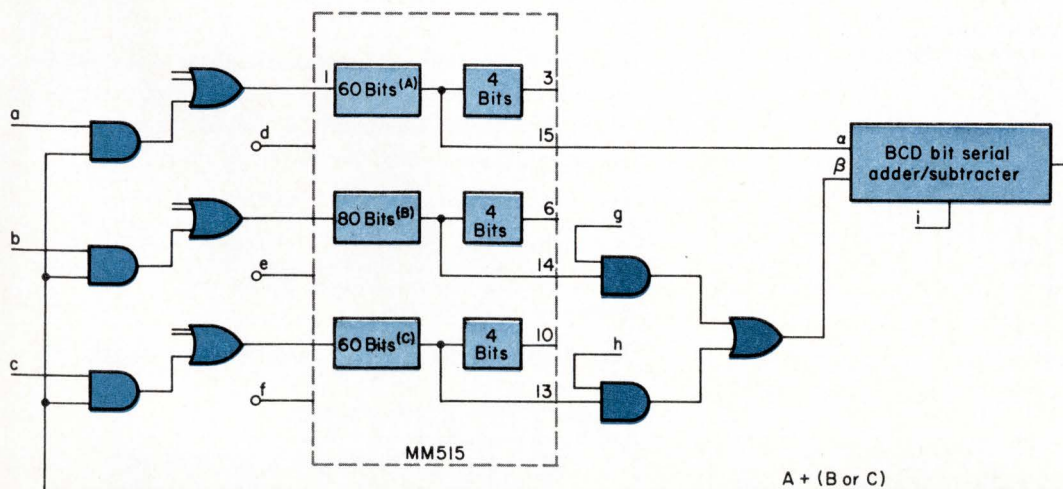 a
1
60 Bits(A)
4
Bits
3
d
15
α
β
BCD bit serial
adder/subtracter
i
b
80 Bits(B)
4
Bits
6
g
e
14
c
60 Bits(C)
4
Bits
10
h
f
13
MM515
A + (B or C)